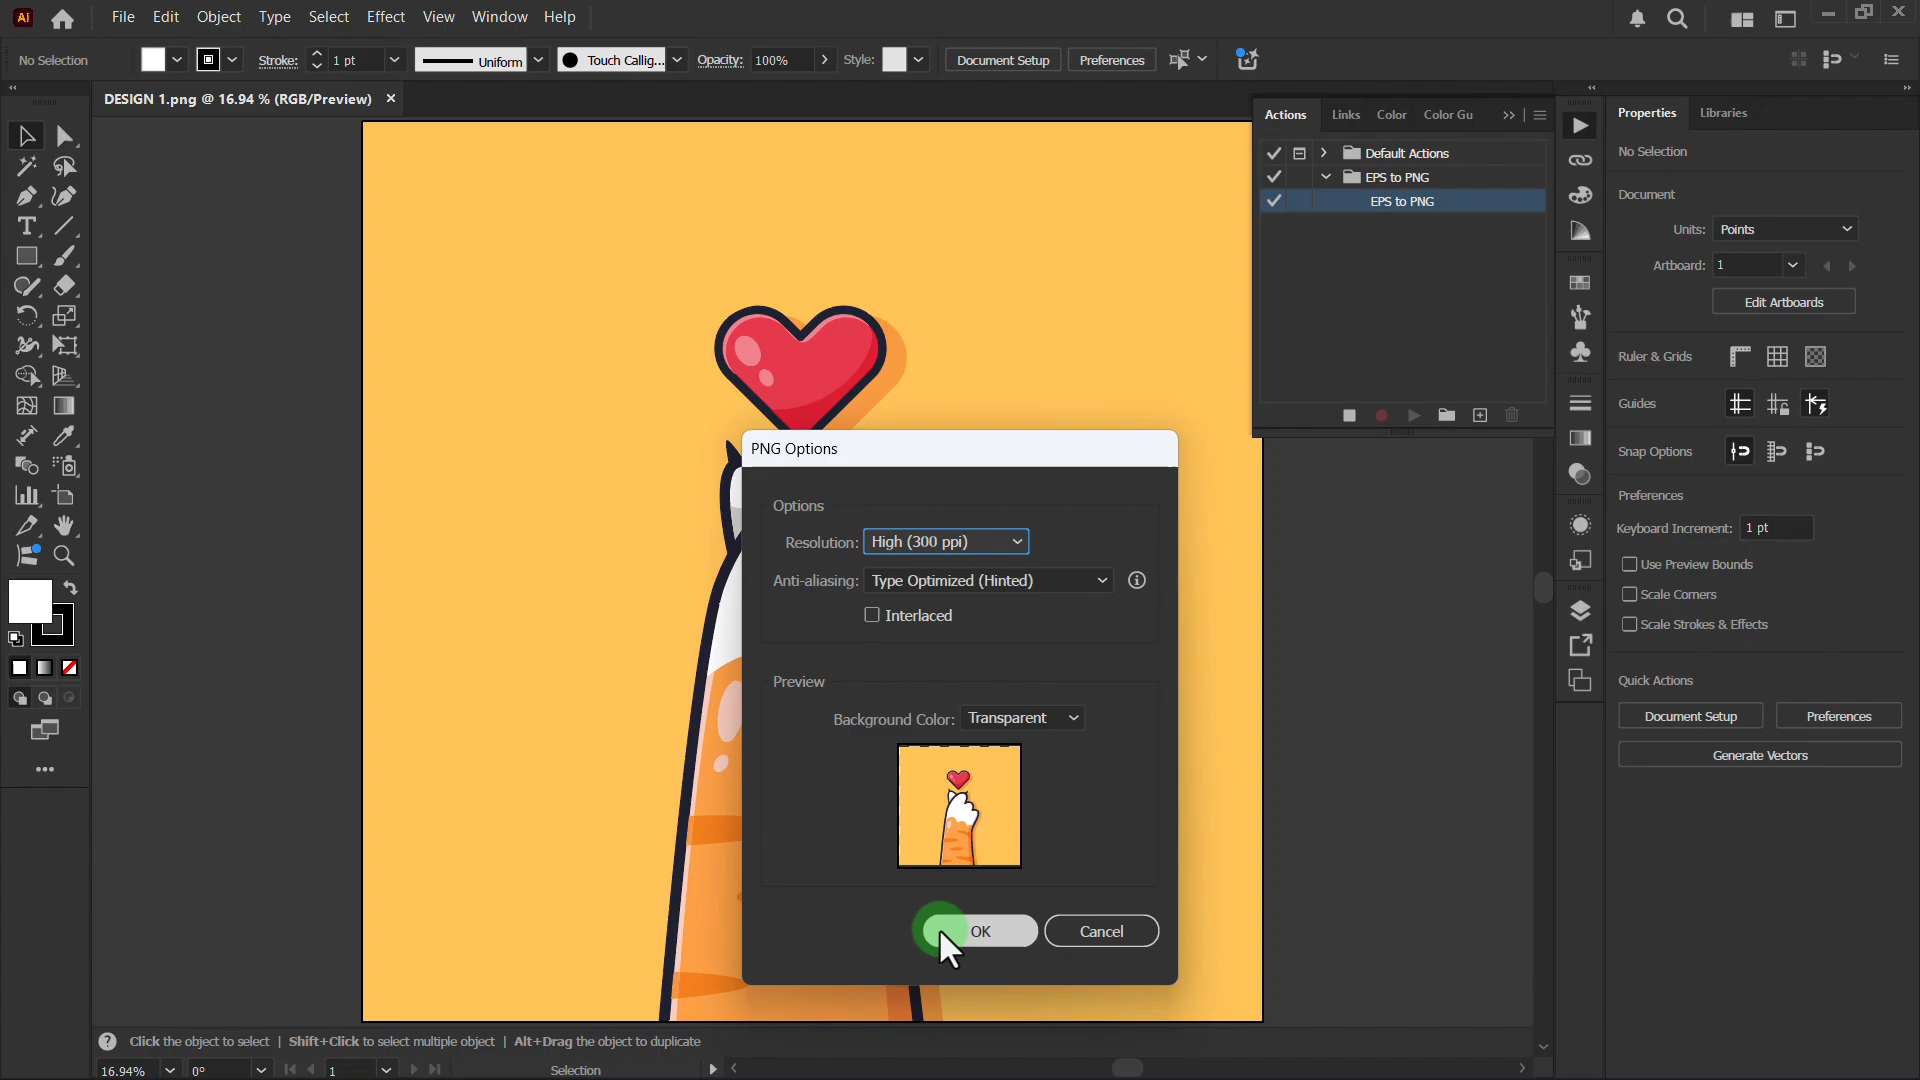 Ai File Edit Object Type Select Effect View Window Help
No Selection Stroke: 1 pt Uniform Touch Callig... Opacity: 100% Style: Document Setup Preferences
DESIGN 1.png @ 16.94 % (RGB/Preview) ×
Actions Links Color Color Gu
Default Actions
EPS to PNG
EPS to PNG
Properties Libraries
No Selection
Document
Units: Points
Artboard: 1
Edit Artboards
Ruler & Grids
Guides
Snap Options
Preferences
Keyboard Increment: 1 pt
Use Preview Bounds
Scale Corners
Scale Strokes & Effects
Quick Actions
Document Setup Preferences
Generate Vectors
PNG Options
Options
Resolution: High (300 ppi)
Anti-aliasing: Type Optimized (Hinted)
Interlaced
Preview
Background Color: Transparent
OK Cancel
Click the object to select | Shift+Click to select multiple object | Alt+Drag the object to duplicate
16.94% 0° 1 Selection